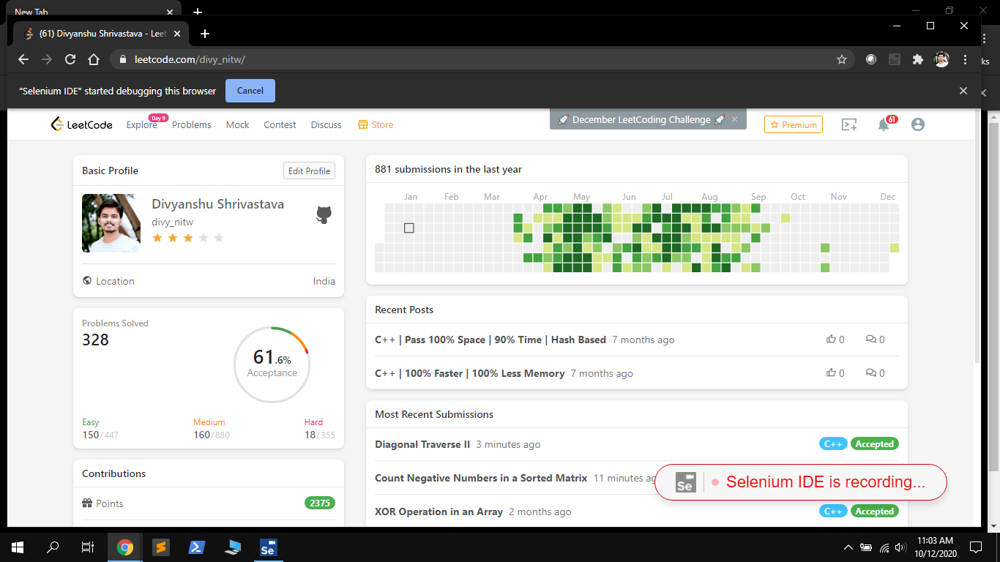 New Tab
(61) Divyanshu Shrivastava - Leet
leetcode.com/divy_nitw/
Se
ks
"Selenium IDE" started debugging this browser Cancel
LeetCode Explore Day 9 Problems Mock Contest Discuss Store
December LeetCoding Challenge
Premium 61
Basic Profile Edit Profile
Divyanshu Shrivastava
divy_nitw
Location India
Problems Solved
328
61.6%
Acceptance
Easy Medium Hard
150/447 160/880 18/355
Contributions
Points 2375
881 submissions in the last year
Jan Feb Mar Apr May Jun Jul Aug Sep Oct Nov Dec
Recent Posts
C++ | Pass 100% Space | 90% Time | Hash Based 7 months ago 0 0
C++ | 100% Faster | 100% Less Memory 7 months ago 0 0
Most Recent Submissions
Diagonal Traverse II 3 minutes ago C++ Accepted
Count Negative Numbers in a Sorted Matrix 11 minutes ag
Se Selenium IDE is recording...
XOR Operation in an Array 2 months ago C++ Accepted
Se
11:03 AM
10/12/2020